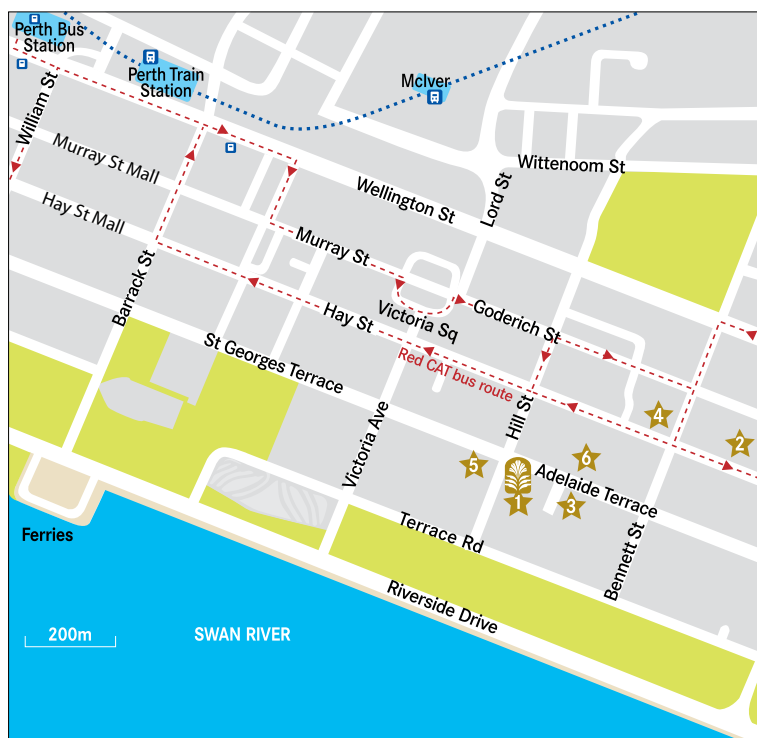 Perth Bus
Station
Perth Train
Station
McIver
William St
Murray St Mall
Hay St Mall
Barrack St
Wellington St
Lord St
Wittenoom St
Murray St
Goderich St
Victoria Sq
Hay St
Red CAT bus route
St Georges Terrace
Hill St
Victoria Ave
4
2
5
6
1
3
Adelaide Terrace
Terrace Rd
Bennett St
Ferries
Riverside Drive
200m
SWAN RIVER